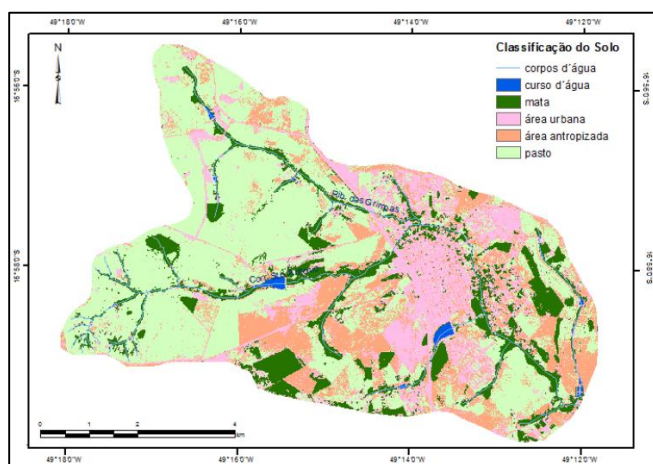 49°18'0"W 49°16'0"W 49°14'0"W 49°12'0"W
N
Classificação do Solo
corpos d´água
curso d´água
mata
área urbana
área antropizada
pasto
16°56'0"S 16°56'0"S
Rib. das Grimpas
16°58'0"S 16°58'0"S
0 1 2 4
km
49°18'0"W 49°16'0"W 49°14'0"W 49°12'0"W